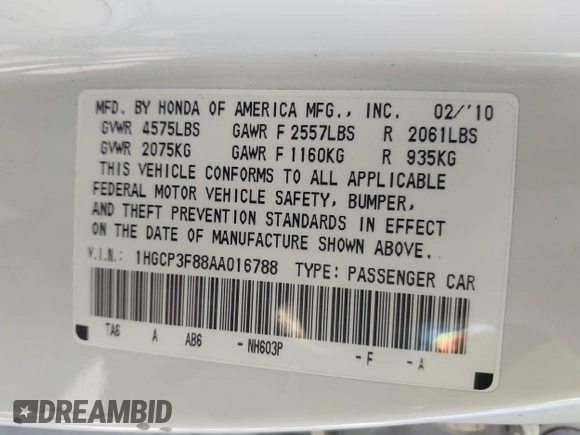 MFD. BY HONDA OF AMERICA MFG., INC. 02/'10
GVWR 4575LBS GAWR F 2557LBS R 2061LBS
GVWR 2075KG GAWR F 1160KG R 935KG
THIS VEHICLE CONFORMS TO ALL APPLICABLE
FEDERAL MOTOR VEHICLE SAFETY, BUMPER,
AND THEFT PREVENTION STANDARDS IN EFFECT
ON THE DATE OF MANUFACTURE SHOWN ABOVE.
V.I.N.: 1HGCP3F88AA016788 TYPE: PASSENGER CAR
TA6 A AB6 - NH603P - F - A
DREAMBID